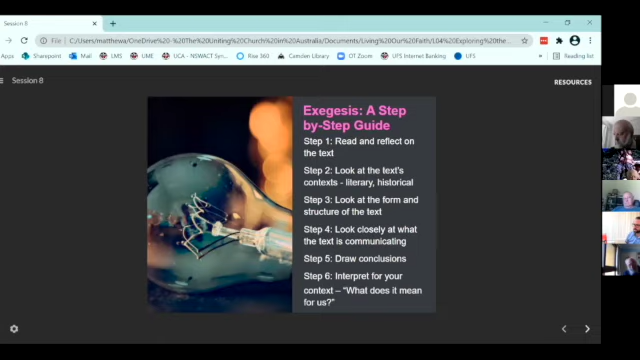 Session 8
File
C:/Users/matthewa/OneDrive%20-%20The%20Uniting%20Church%20in%20Australia/Documents/Living%20Our%20Faith/L04%20Exploring%20the...
Apps
Sharepoint
LMS
UME
UCA - NSWACT Syn...
Rise 360
Camden Library
OT Zoom
UFS Internet Banking
UFS
Reading list
Session 8
RESOURCES
Exegesis: A Step
by-Step Guide
Step 1: Read and reflect on
the text
Step 2: Look at the text's
contexts - literary, historical
Step 3: Look at the form and
structure of the text
Step 4: Look closely at what
the text is communicating
Step 5: Draw conclusions
Step 6: Interpret for your
context – “What does it mean
for us?”